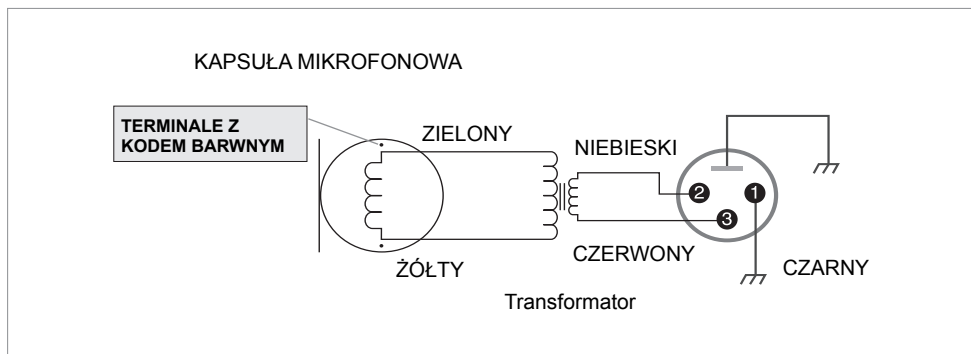 KAPSUŁA MIKROFONOWA
TERMINALE Z
KODEM BARWNYM
ZIELONY
NIEBIESKI
2
1
3
ŻÓŁTY
CZERWONY
CZARNY
Transformator